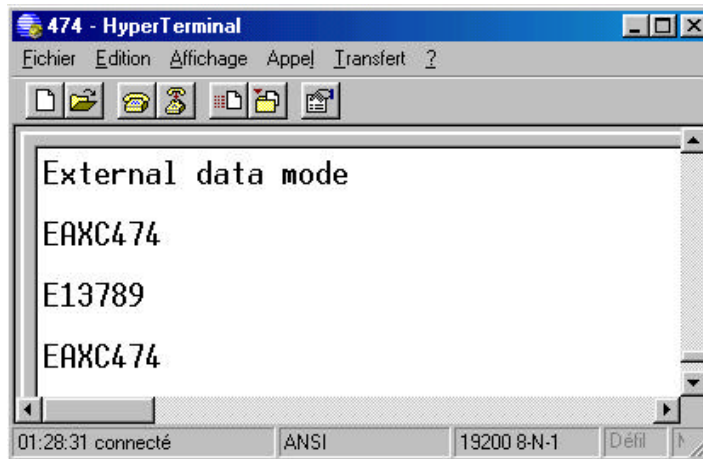 474 - HyperTerminal
Fichier Edition Affichage Appel Transfert ?
External data mode
EAXC474
E13789
EAXC474
01:28:31 connecté ANSI 19200 8-N-1 Défil